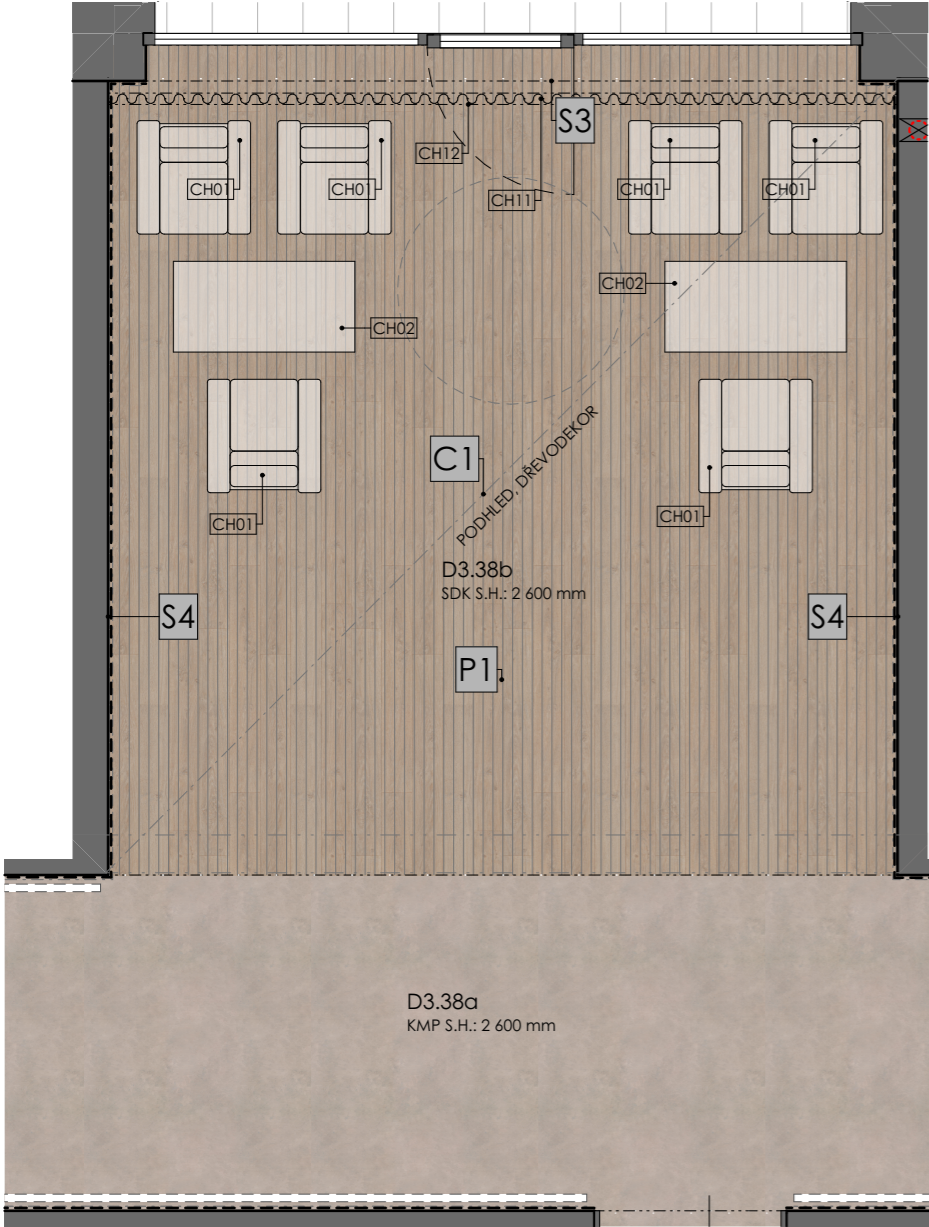 S3
CH12
CH01
CH01
CH01
CH01
CH11
CH02
CH02
C1
PODHLED, DŘEVODEKOR
CH01
CH01
D3.38b
SDK S.H.: 2 600 mm
S4
S4
P1
D3.38a
KMP S.H.: 2 600 mm